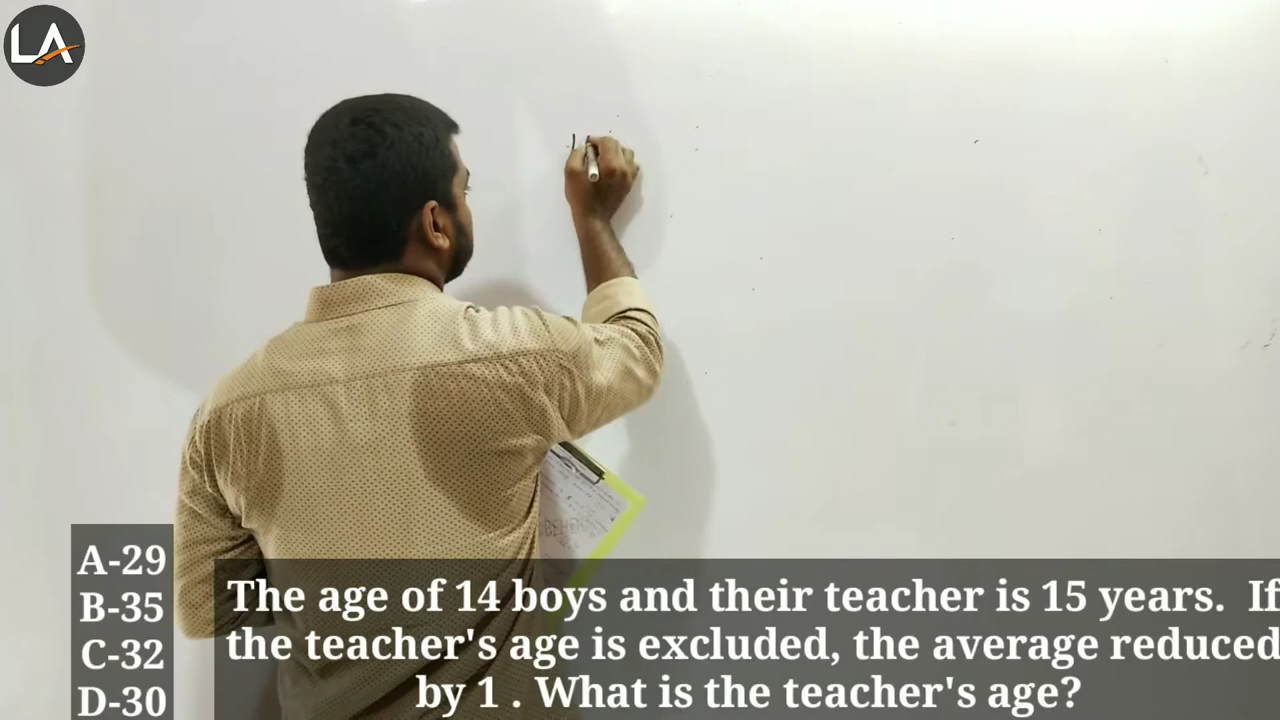 LA
A-29
B-35
C-32
D-30
The age of 14 boys and their teacher is 15 years. If
the teacher's age is excluded, the average reduced
by 1 . What is the teacher's age?